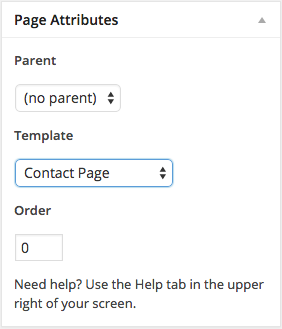 Page Attributes
Parent
(no parent)
Template
Contact Page
Order
0
Need help? Use the Help tab in the upper
right of your screen.